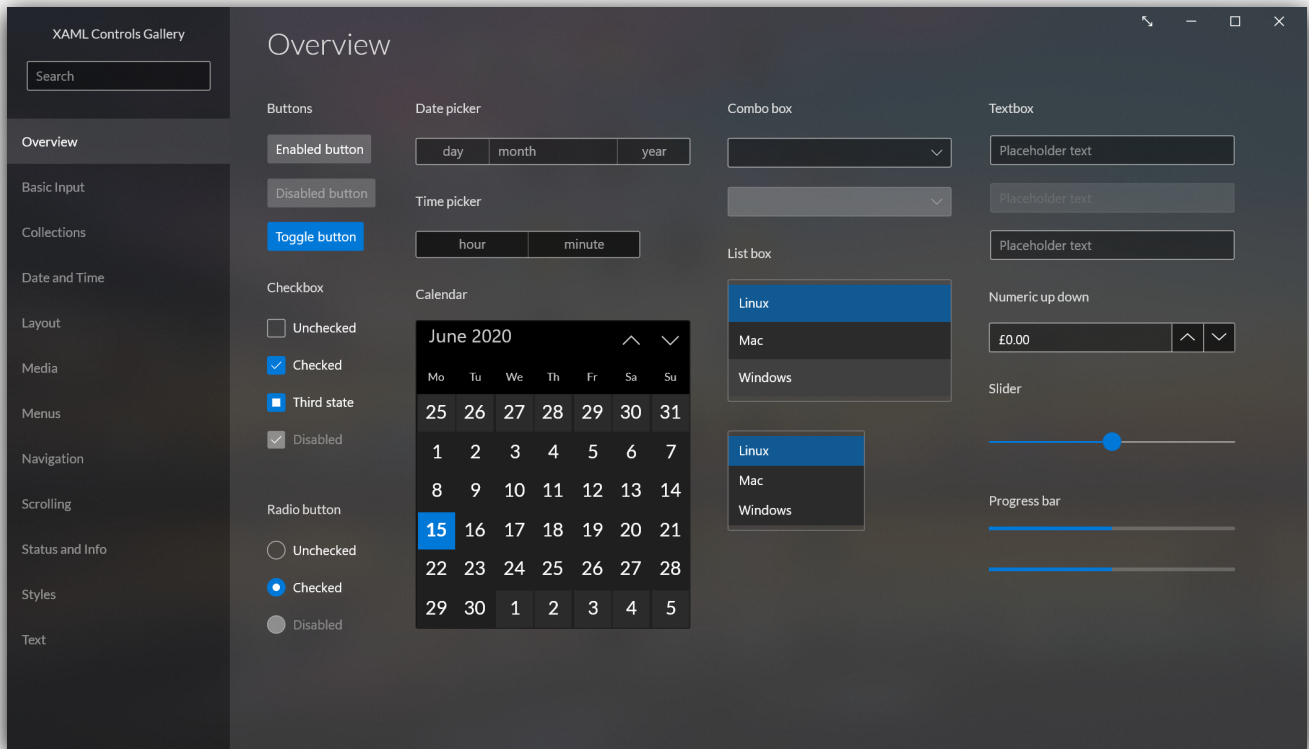 XAML Controls Gallery
Search
Overview
Basic Input
Collections
Date and Time
Layout
Media
Menus
Navigation
Scrolling
Status and Info
Styles
Text
Overview
Buttons
Enabled button
Disabled button
Toggle button
Checkbox
Unchecked
Checked
Third state
Disabled
Radio button
Unchecked
Checked
Disabled
Date picker
day month year
Time picker
hour minute
Calendar
June 2020
Mo Tu We Th Fr Sa Su
25 26 27 28 29 30 31
1 2 3 4 5 6 7
8 9 10 11 12 13 14
15 16 17 18 19 20 21
22 23 24 25 26 27 28
29 30 1 2 3 4 5
Combo box
List box
Linux
Mac
Windows
Linux
Mac
Windows
Textbox
Placeholder text
Placeholder text
Placeholder text
Numeric up down
£0.00
Slider
Progress bar